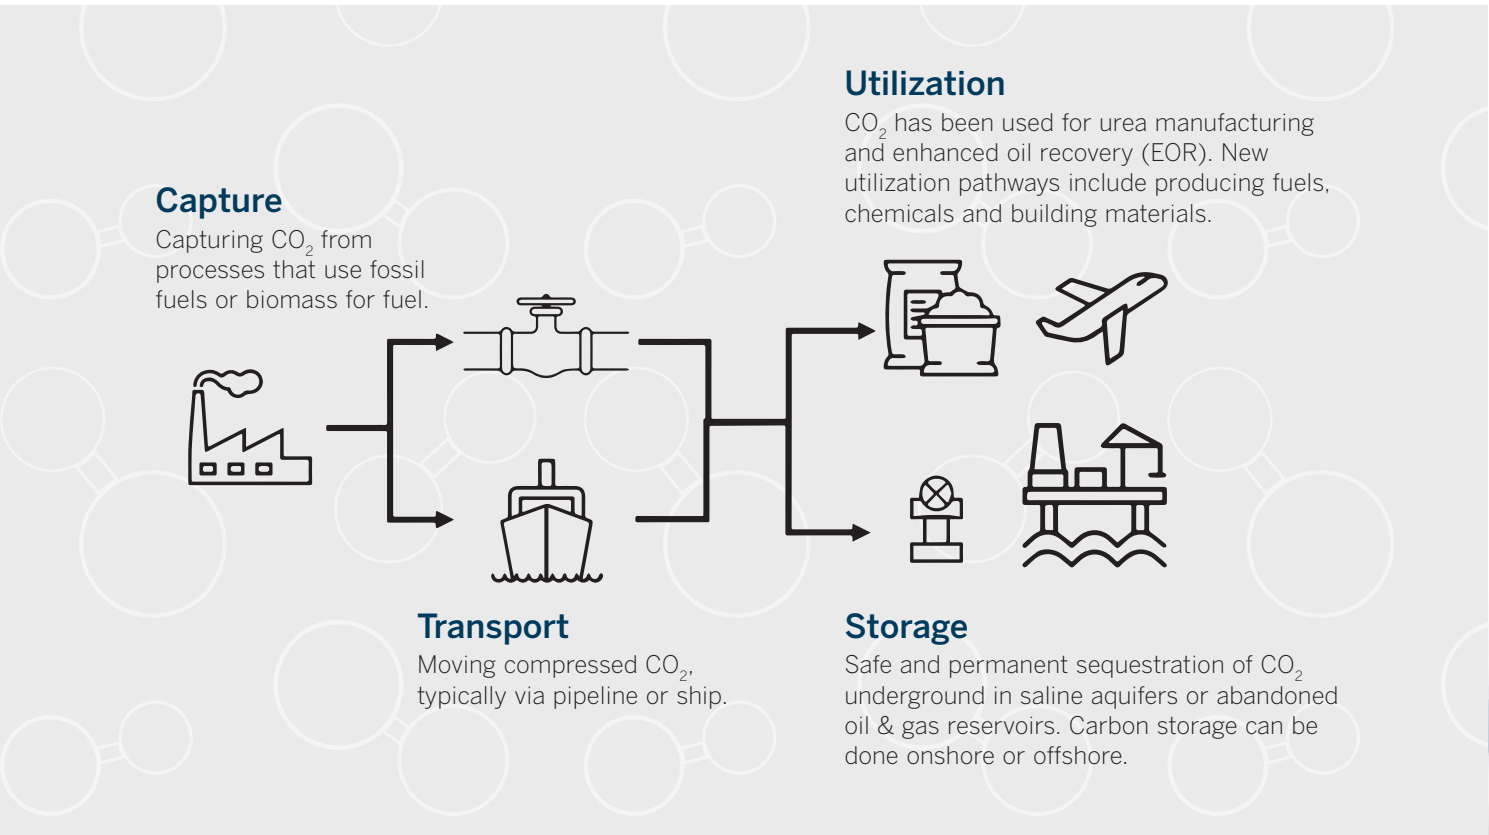 Capture
Capturing CO₂ from
processes that use fossil
fuels or biomass for fuel.
Transport
Moving compressed CO₂,
typically via pipeline or ship.
Utilization
CO₂ has been used for urea manufacturing
and enhanced oil recovery (EOR). New
utilization pathways include producing fuels,
chemicals and building materials.
Storage
Safe and permanent sequestration of CO₂
underground in saline aquifers or abandoned
oil & gas reservoirs. Carbon storage can be
done onshore or offshore.